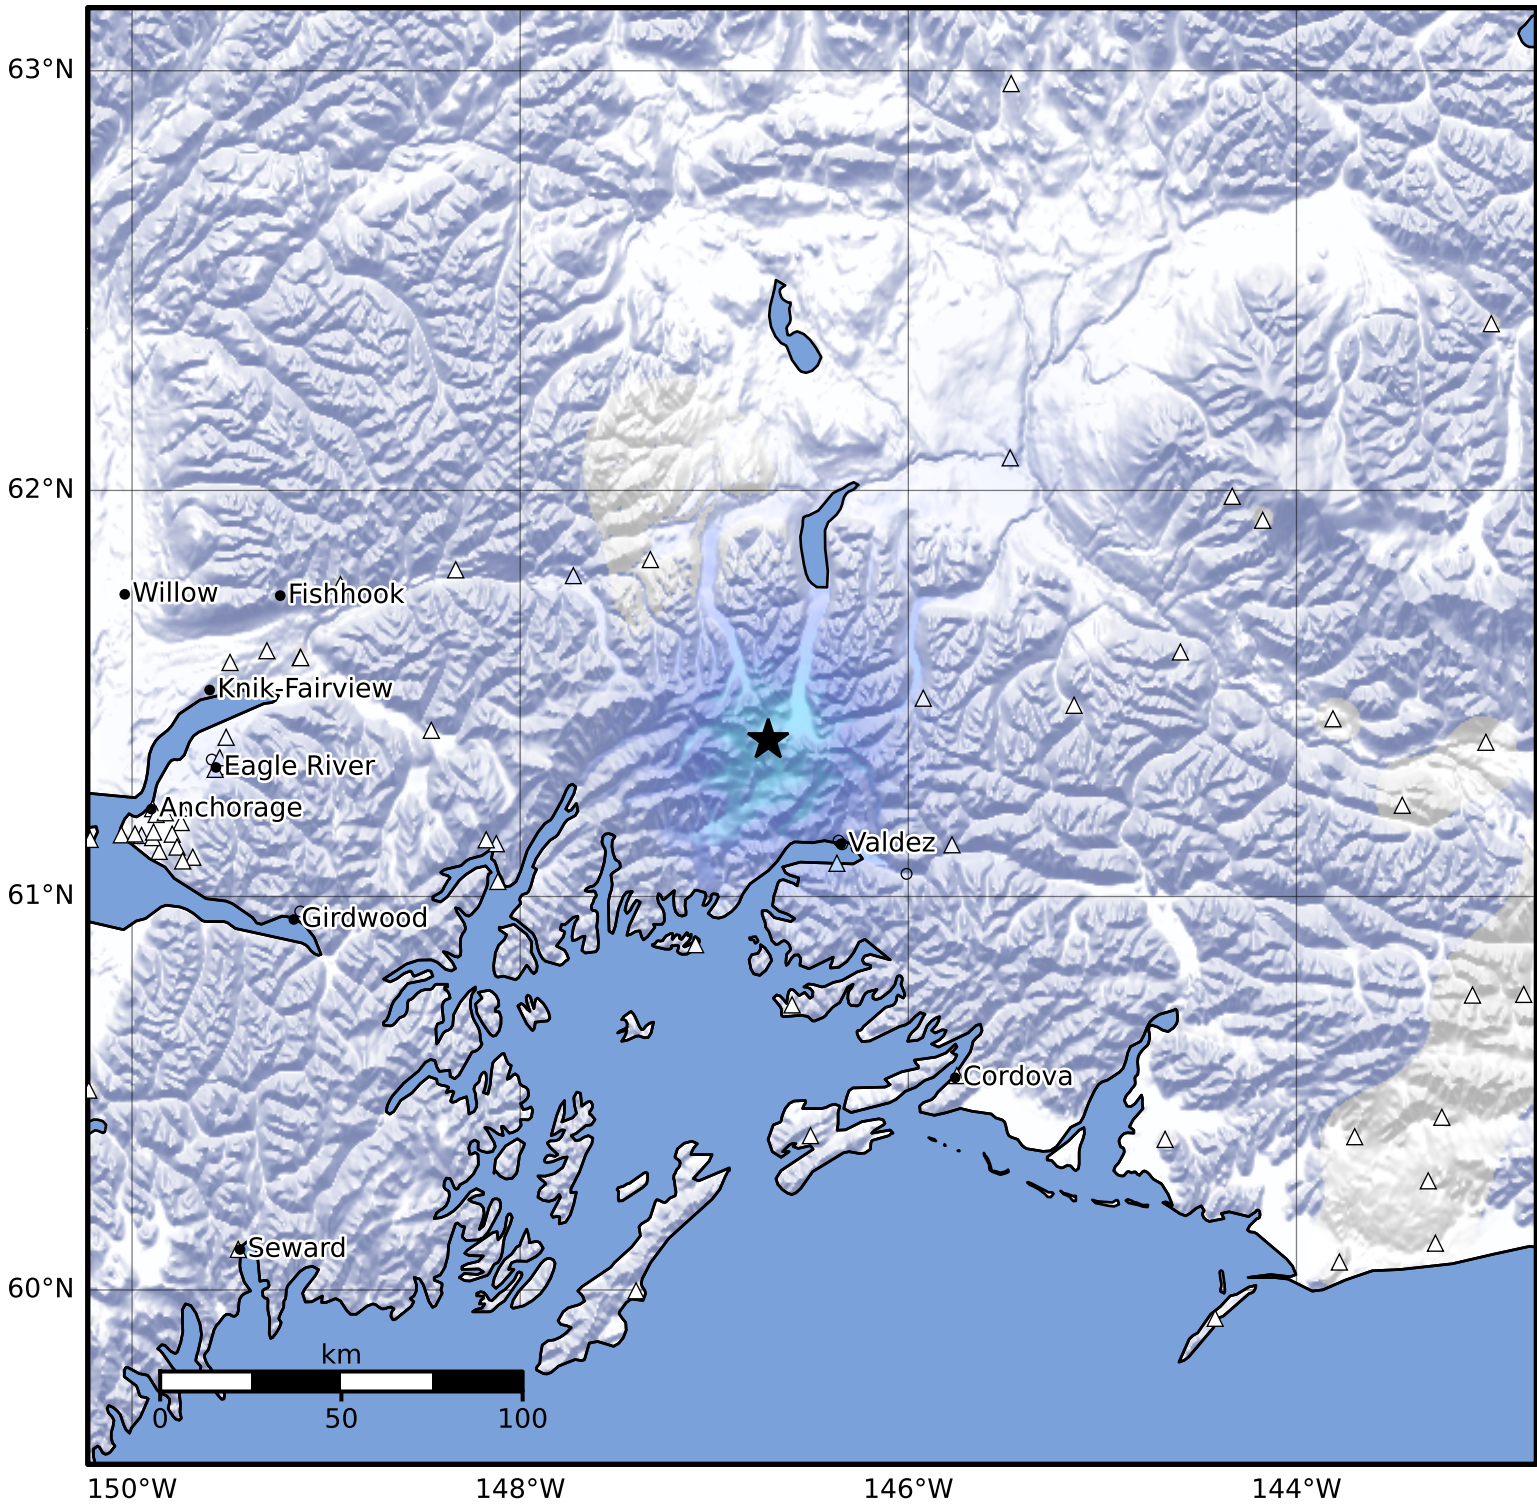 63°N
62°N
Willow
Fishhook
Knik-Fairview
Eagle River
Anchorage
Valdez
61°N
Girdwood
Cordova
Seward
60°N
km
0 50 100
150°W 148°W 146°W 144°W